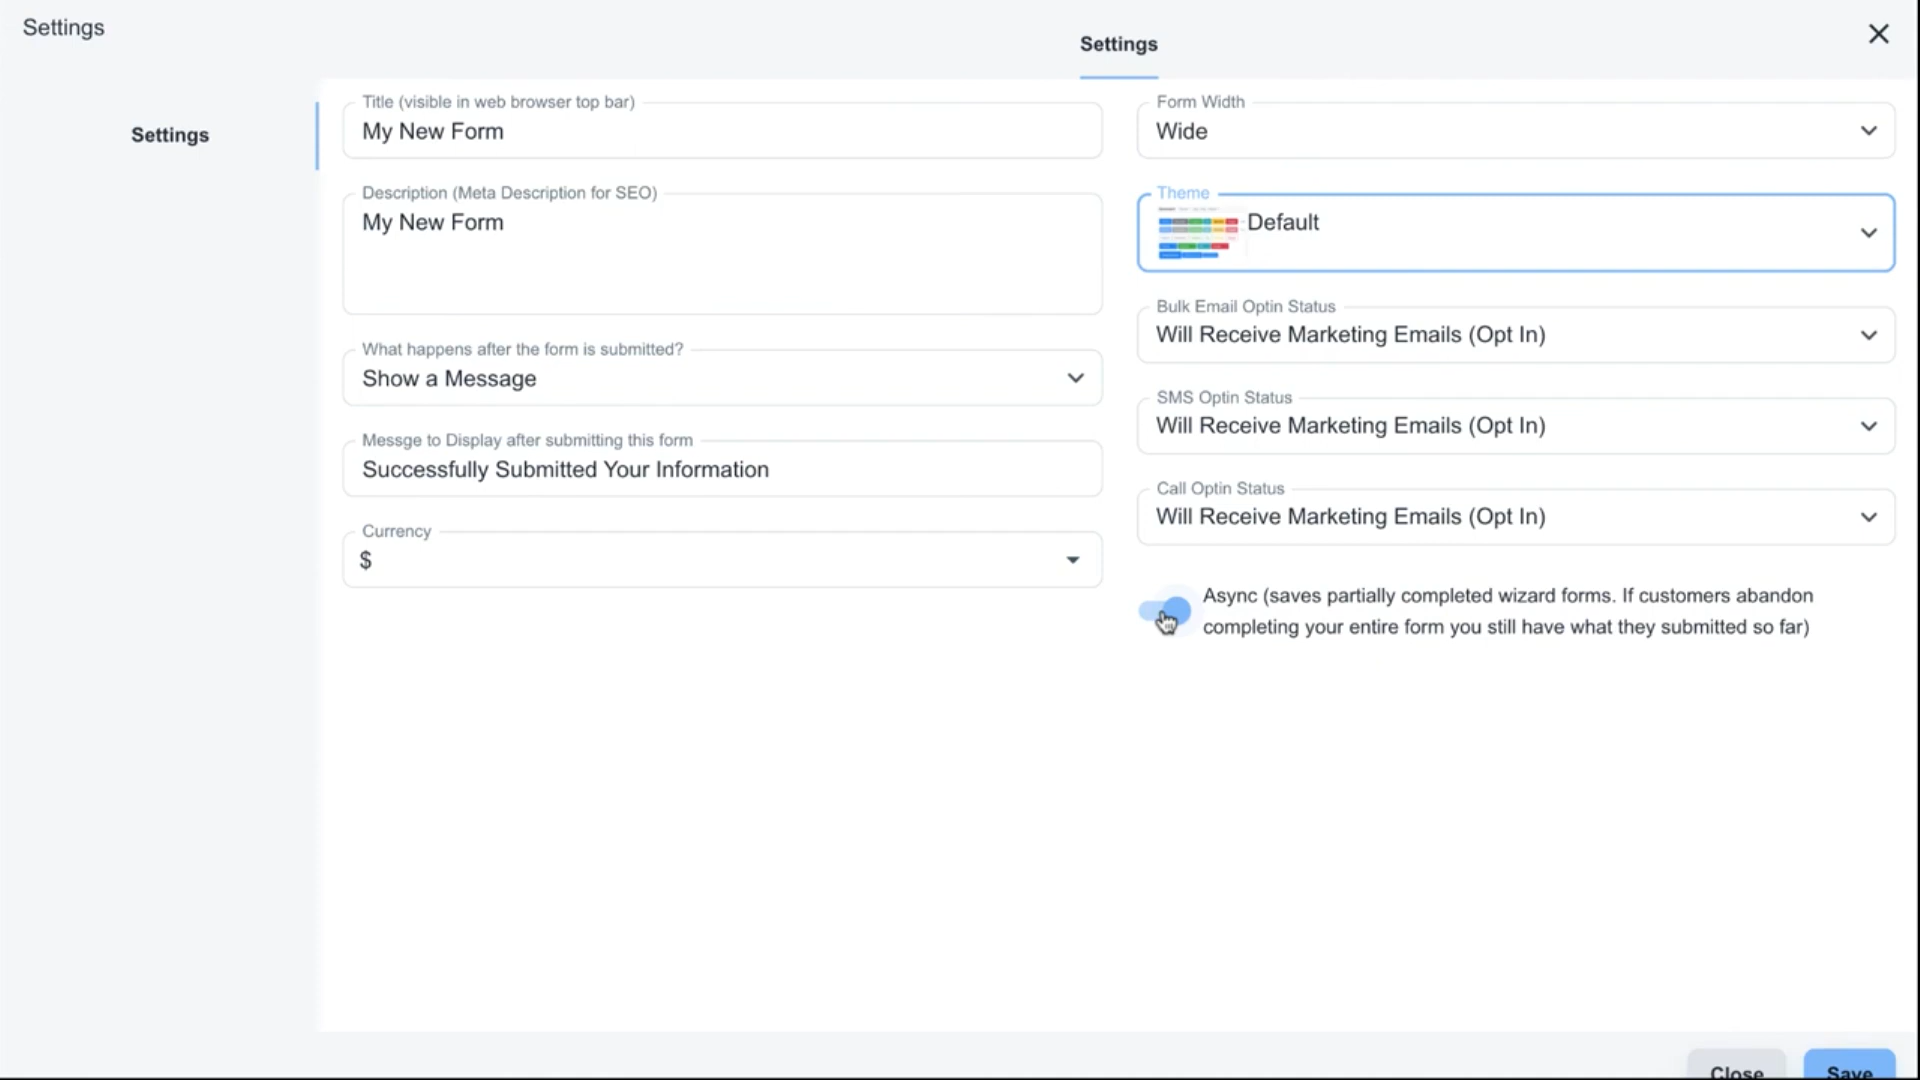 Settings
Settings
Settings
Title (visible in web browser top bar)
My New Form
Description (Meta Description for SEO)
My New Form
What happens after the form is submitted?
Show a Message
Messge to Display after submitting this form
Successfully Submitted Your Information
Currency
$
Form Width
Wide
Theme
Default
Bulk Email Optin Status
Will Receive Marketing Emails (Opt In)
SMS Optin Status
Will Receive Marketing Emails (Opt In)
Call Optin Status
Will Receive Marketing Emails (Opt In)
Async (saves partially completed wizard forms. If customers abandon
completing your entire form you still have what they submitted so far)
Close
Save